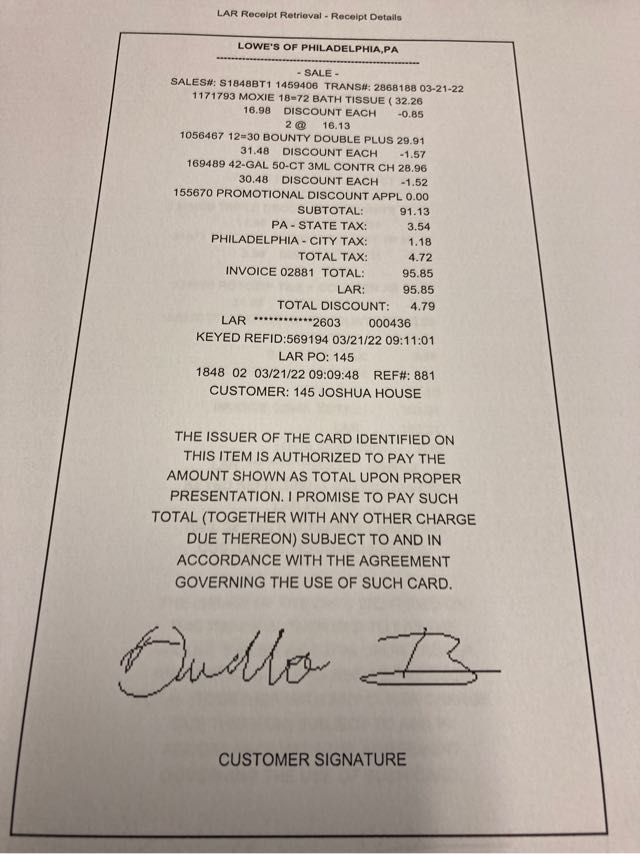 LAR Receipt Retrieval - Receipt Details
LOWE'S OF PHILADELPHIA,PA
- SALE -
SALES#: S1848BT1 1459406 TRANS#: 2868188 03-21-22
1171793 MOXIE 18=72 BATH TISSUE ( 32.26
16.98 DISCOUNT EACH -0.85
2 @ 16.13
1056467 12=30 BOUNTY DOUBLE PLUS 29.91
31.48 DISCOUNT EACH -1.57
169489 42-GAL 50-CT 3ML CONTR CH 28.96
30.48 DISCOUNT EACH -1.52
155670 PROMOTIONAL DISCOUNT APPL 0.00
SUBTOTAL: 91.13
PA - STATE TAX: 3.54
PHILADELPHIA - CITY TAX: 1.18
TOTAL TAX: 4.72
INVOICE 02881 TOTAL: 95.85
LAR: 95.85
TOTAL DISCOUNT: 4.79
LAR ************2603 000436
KEYED REFID:569194 03/21/22 09:11:01
LAR PO: 145
1848 02 03/21/22 09:09:48 REF#: 881
CUSTOMER: 145 JOSHUA HOUSE
THE ISSUER OF THE CARD IDENTIFIED ON
THIS ITEM IS AUTHORIZED TO PAY THE
AMOUNT SHOWN AS TOTAL UPON PROPER
PRESENTATION. I PROMISE TO PAY SUCH
TOTAL (TOGETHER WITH ANY OTHER CHARGE
DUE THEREON) SUBJECT TO AND IN
ACCORDANCE WITH THE AGREEMENT
GOVERNING THE USE OF SUCH CARD.
CUSTOMER SIGNATURE